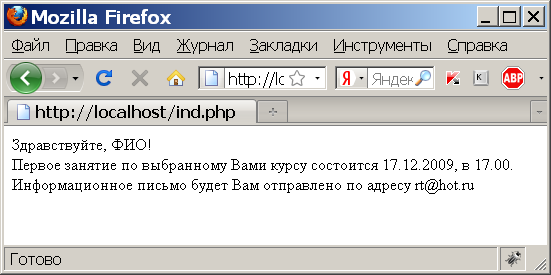 Mozilla Firefox
Файл Правка Вид Журнал Закладки Инструменты Справка
http://lc Я Яндек K ABP
http://localhost/ind.php
Здравствуйте, ФИО!
Первое занятие по выбранному Вами курсу состоится 17.12.2009, в 17.00.
Информационное письмо будет Вам отправлено по адресу rt@hot.ru
Готово